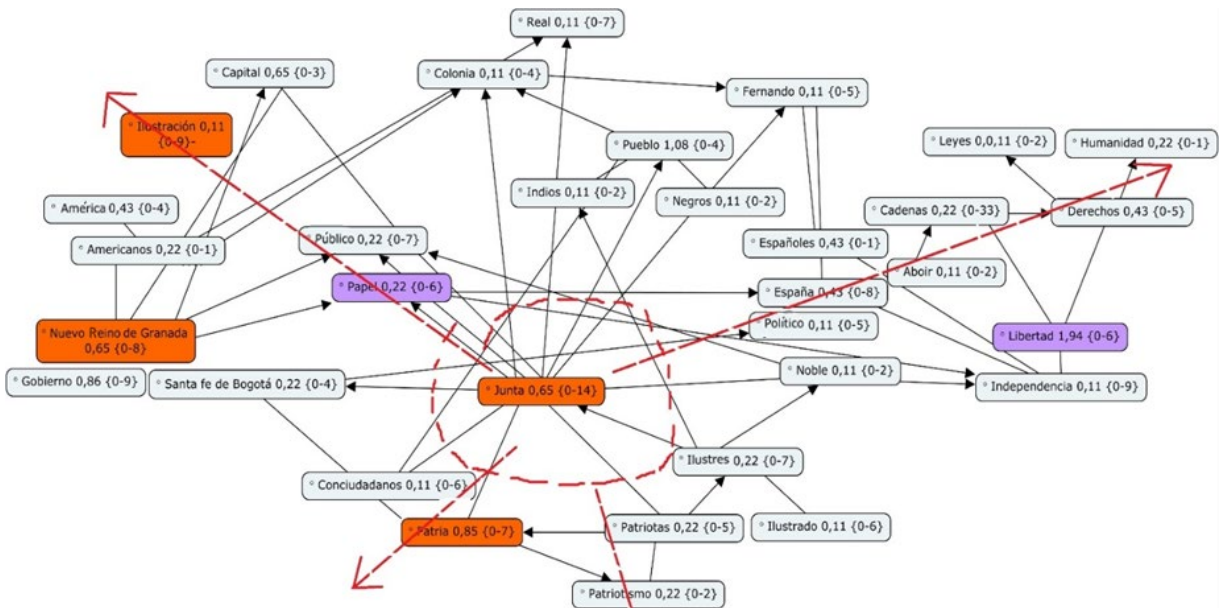 Real 0,11 {0-7}
Capital 0,65 {0-3}
Colonia 0,11 {0-4}
Fernando 0,11 {0-5}
Ilustración 0,11
{0-9}-
Pueblo 1,08 {0-4}
Leyes 0,0,11 {0-2}
Humanidad 0,22 {0-1}
Indios 0,11 {0-2}
Negros 0,11 {0-2}
América 0,43 {0-4}
Cadenas 0,22 {0-33}
Derechos 0,43 {0-5}
Americanos 0,22 {0-1}
Público 0,22 {0-7}
Españoles 0,43 {0-1}
Aboir 0,11 {0-2}
Papel 0,22 {0-6}
España 0,43 {0-8}
Nuevo Reino de Granada
0,65 {0-8}
Político 0,11 {0-5}
Libertad 1,94 {0-6}
Gobierno 0,86 {0-9}
Santa fe de Bogotá 0,22 {0-4}
Junta 0,65 {0-14}
Noble 0,11 {0-2}
Independencia 0,11 {0-9}
Ilustres 0,22 {0-7}
Conciudadanos 0,11 {0-6}
Patria 0,85 {0-7}
Patriotas 0,22 {0-5}
Ilustrado 0,11 {0-6}
Patriotismo 0,22 {0-2}